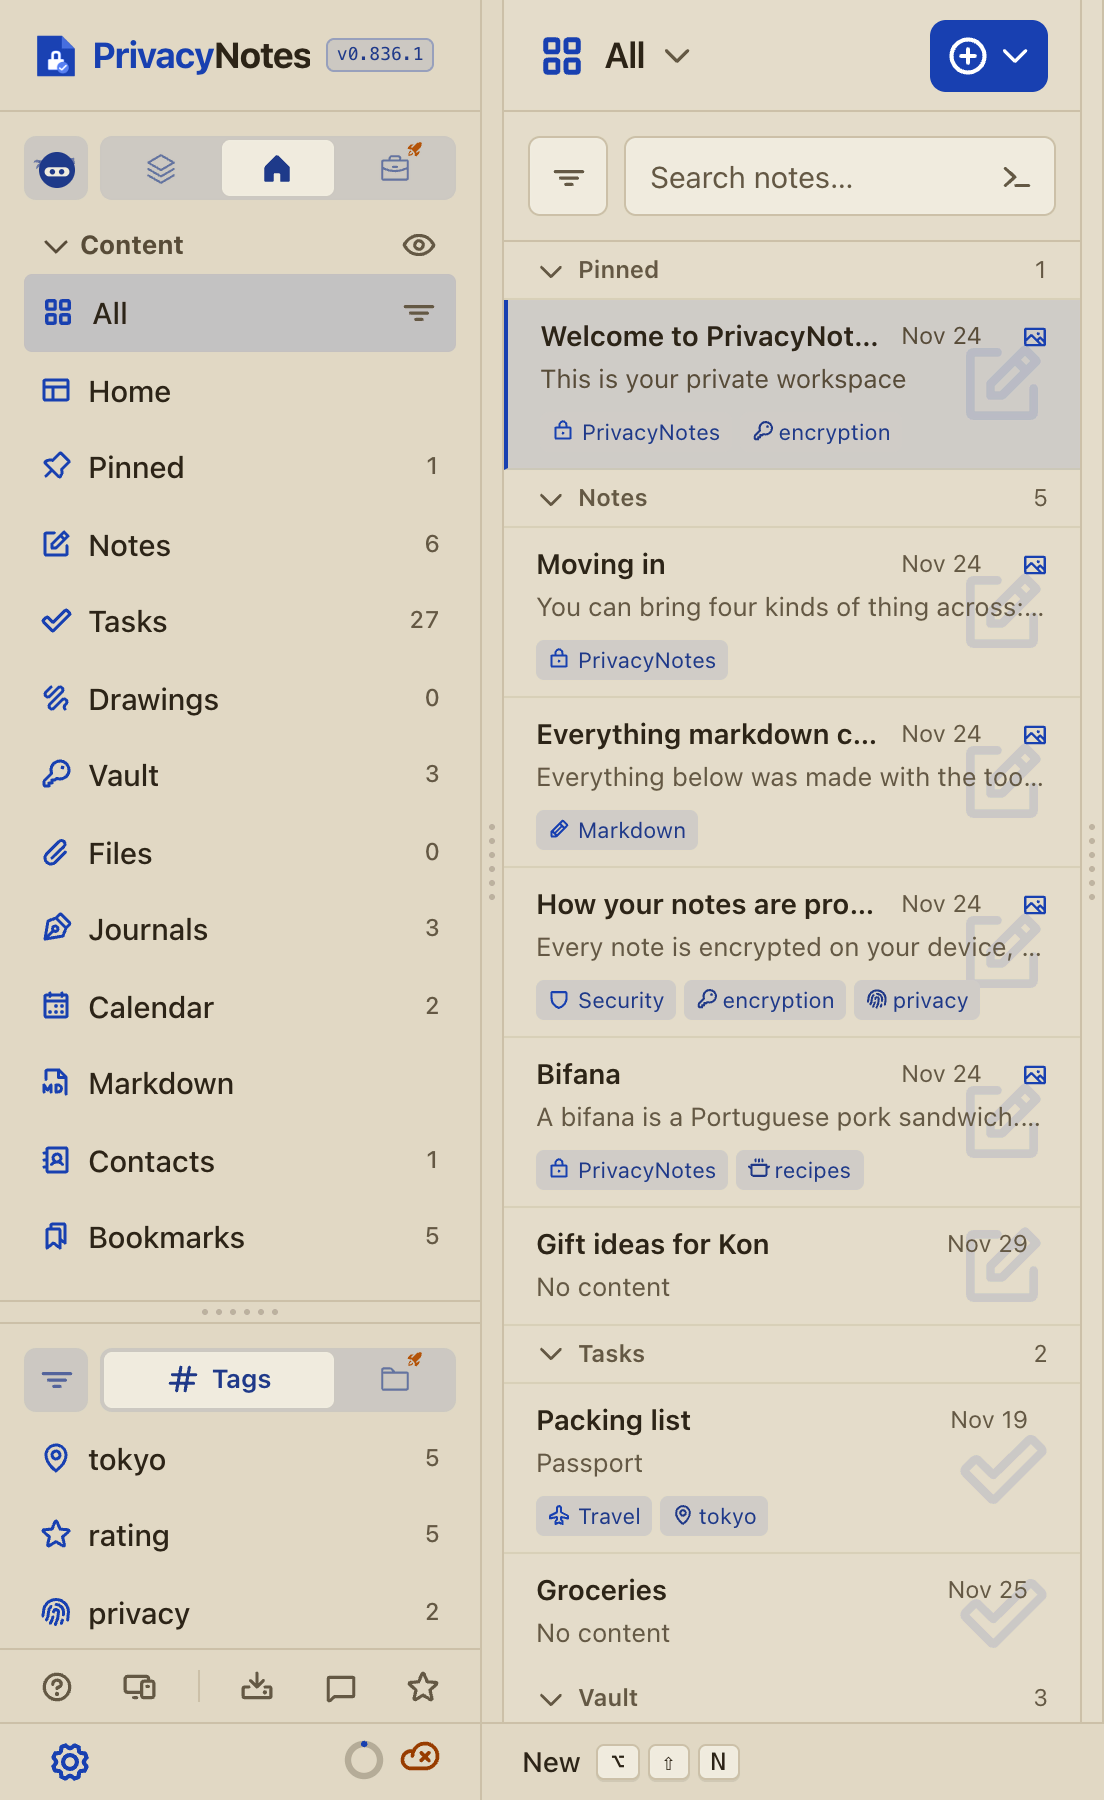 PrivacyNotes v0.836.1
Content
All
Home
Pinned 1
Notes 6
Tasks 27
Drawings 0
Vault 3
Files 0
Journals 3
Calendar 2
MD Markdown
Contacts 1
Bookmarks 5
# Tags
tokyo 5
rating 5
privacy 2
All
Search notes...
Pinned 1
Welcome to PrivacyNot... Nov 24
This is your private workspace
PrivacyNotes encryption
Notes 5
Moving in Nov 24
You can bring four kinds of thing across:...
PrivacyNotes
Everything markdown c... Nov 24
Everything below was made with the too...
Markdown
How your notes are pro... Nov 24
Every note is encrypted on your device, ...
Security encryption privacy
Bifana Nov 24
A bifana is a Portuguese pork sandwich....
PrivacyNotes recipes
Gift ideas for Kon Nov 29
No content
Tasks 2
Packing list Nov 19
Passport
Travel tokyo
Groceries Nov 25
No content
Vault 3
New ⌥ ⇧ N